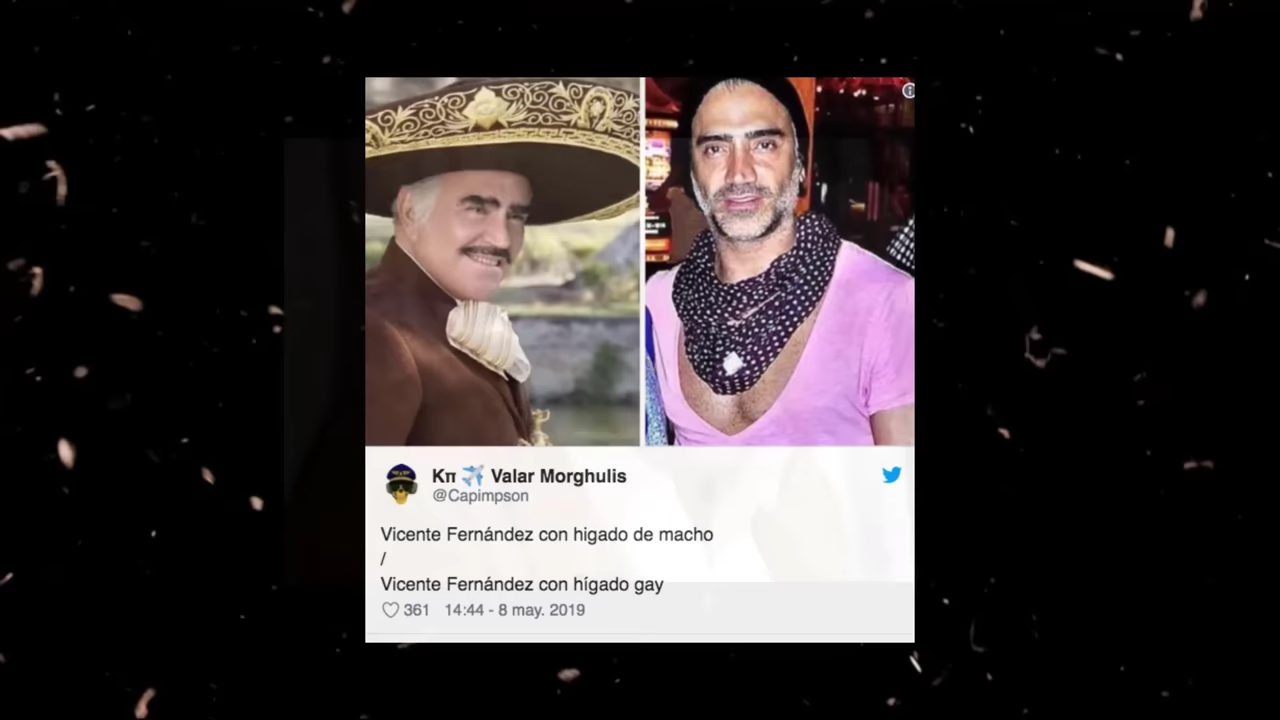 Kπ ✈️ Valar Morghulis
@Capimpson
Vicente Fernández con higado de macho
/
Vicente Fernández con hígado gay
361 14:44 - 8 may. 2019